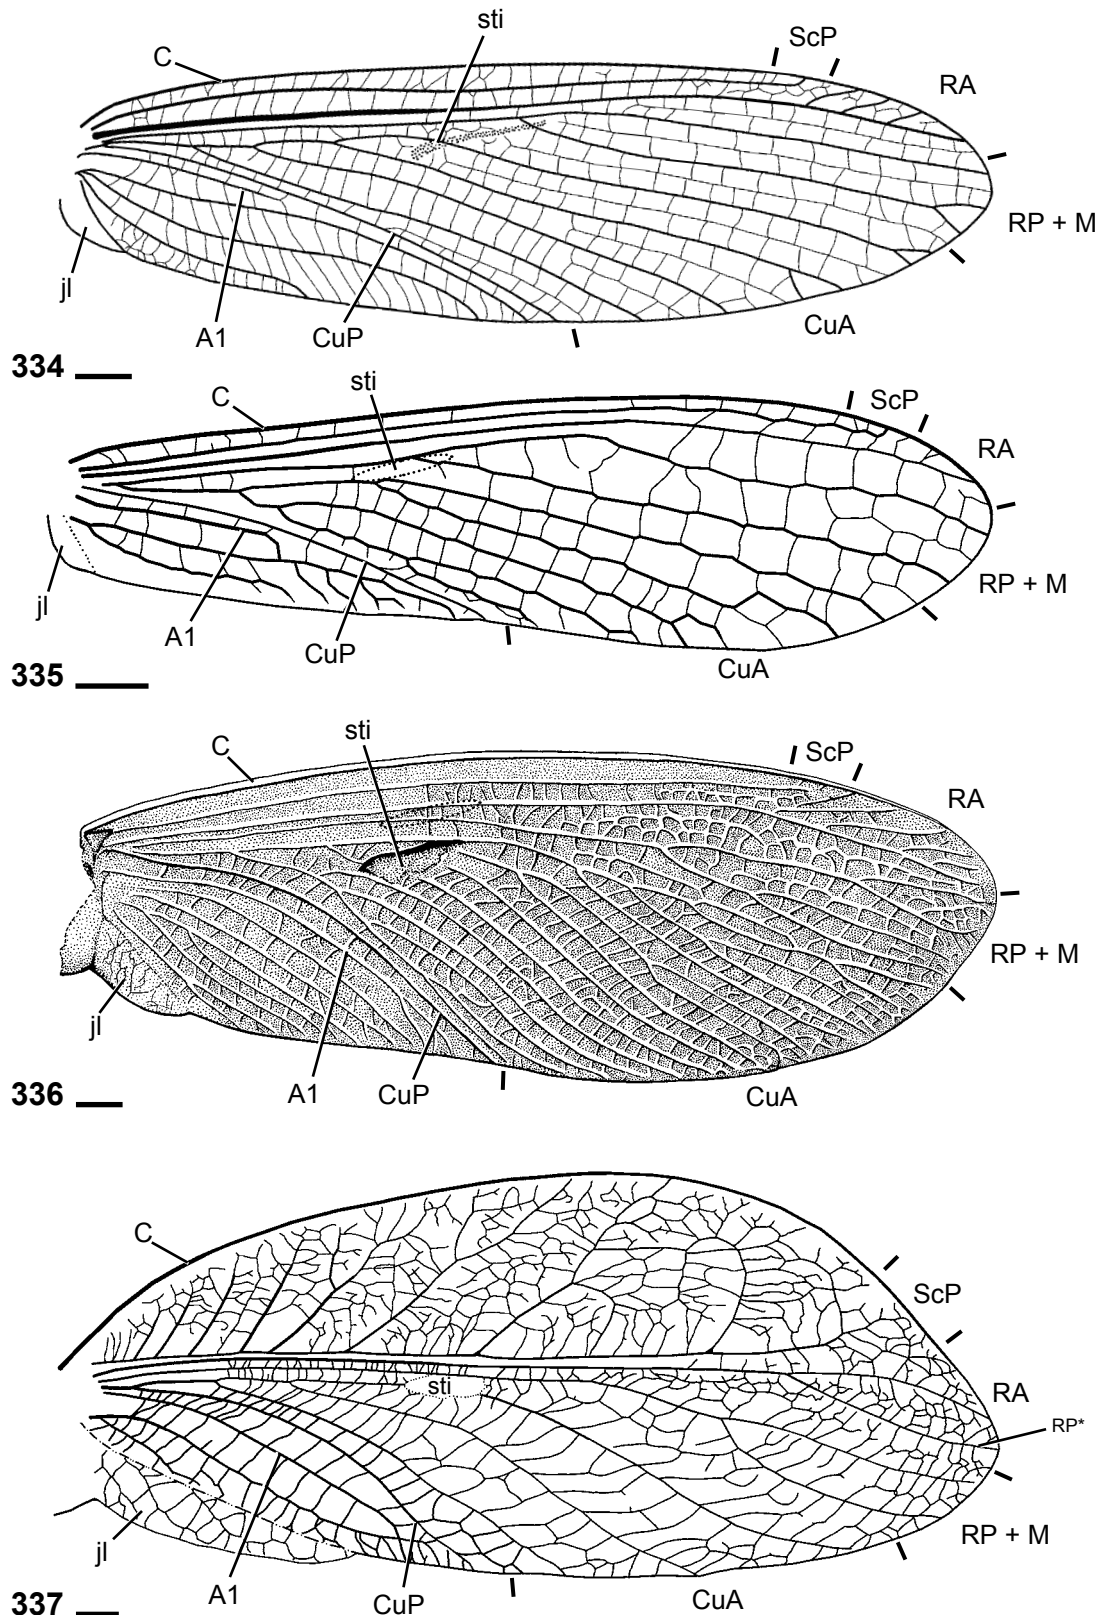 sti
C
ScP
RA
RP + M
jl
A1
CuP
CuA
334
sti
C
ScP
RA
RP + M
jl
A1
CuP
CuA
335
sti
C
ScP
RA
RP + M
jl
A1
CuP
CuA
336
C
ScP
sti
RA
RP*
RP + M
jl
A1
CuP
CuA
337